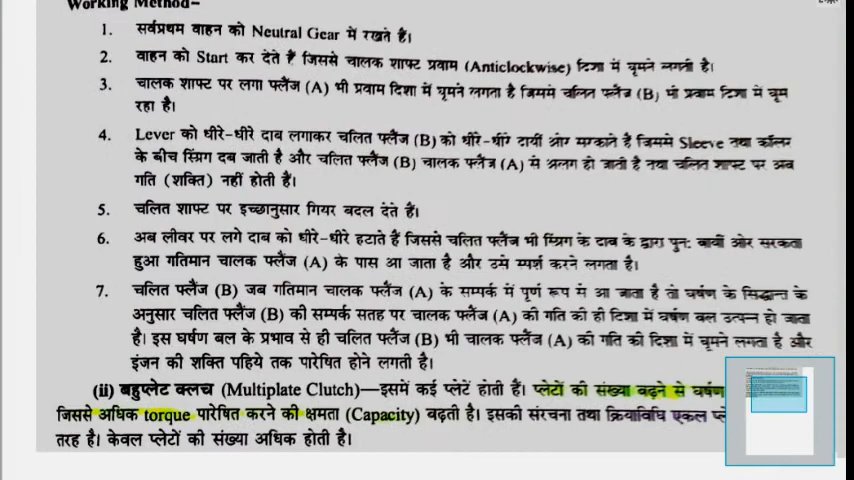 Working Method–
1. सर्वप्रथम वाहन को Neutral Gear में रखते हैं।
2. वाहन को Start कर देते हैं जिससे चालक शाफ्ट प्रवाम (Anticlockwise) दिशा में घूमने लगती है।
3. चालक शाफ्ट पर लगा फ्लैंज (A) भी प्रवाम दिशा में घूमने लगता है जिससे चलित फ्लैंज (B) भी प्रवाम दिशा में घूम
रहा है।
4. Lever को धीरे-धीरे दाब लगाकर चलित फ्लैंज (B) को धीरे-धीरे दायीं ओर सरकाते हैं जिससे Sleeve तथा कॉलर
के बीच स्प्रिंग दब जाती है और चलित फ्लैंज (B) चालक फ्लैंज (A) से अलग हो जाती है तथा चलित शाफ्ट पर अब
गति (शक्ति) नहीं होती हैं।
5. चलित शाफ्ट पर इच्छानुसार गियर बदल देते हैं।
6. अब लीवर पर लगे दाब को धीरे-धीरे हटाते हैं जिससे चलित फ्लैंज भी स्प्रिंग के दाब के द्वारा पुन: बायीं ओर सरकता
हुआ गतिमान चालक फ्लैंज (A) के पास आ जाता है और उसे स्पर्श करने लगता है।
7. चलित फ्लैंज (B) जब गतिमान चालक फ्लैंज (A) के सम्पर्क में पूर्ण रूप से आ जाता है तो घर्षण के सिद्धान्त के
अनुसार चलित फ्लैंज (B) की सम्पर्क सतह पर चालक फ्लैंज (A) की गति की ही दिशा में घर्षण बल उत्पन्न हो जाता
है। इस घर्षण बल के प्रभाव से ही चलित फ्लैंज (B) भी चालक फ्लैंज (A) की गति की दिशा में घूमने लगता है और
इंजन की शक्ति पहिये तक पारेषित होने लगती है।
(ii) बहुप्लेट क्लच (Multiplate Clutch)—इसमें कई प्लेटें होती हैं। प्लेटों की संख्या बढ़ने से घर्षण
जिससे अधिक torque पारेषित करने की क्षमता (Capacity) बढ़ती है। इसकी संरचना तथा क्रियाविधि एकल
तरह है। केवल प्लेटों की संख्या अधिक होती है।